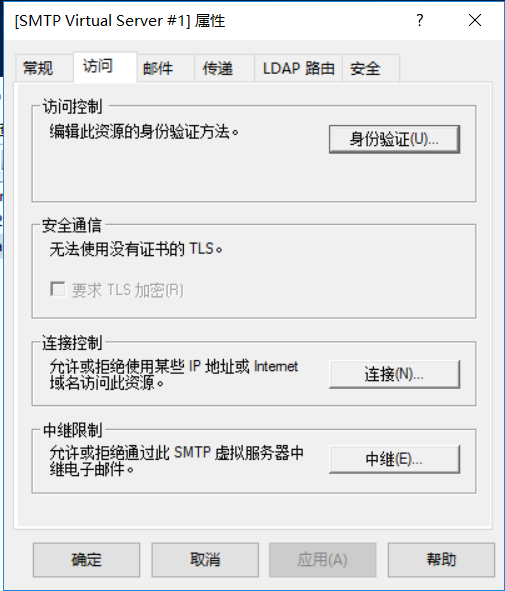 [SMTP Virtual Server #1] 属性
?
常规 访问 邮件 传递 LDAP 路由 安全
访问控制
编辑此资源的身份验证方法。
身份验证(U)...
安全通信
无法使用没有证书的 TLS。
要求 TLS 加密(R)
连接控制
允许或拒绝使用某些 IP 地址或 Internet
域名访问此资源。
连接(N)...
中继限制
允许或拒绝通过此 SMTP 虚拟服务器中
继电子邮件。
中继(E)...
确定 取消 应用(A) 帮助